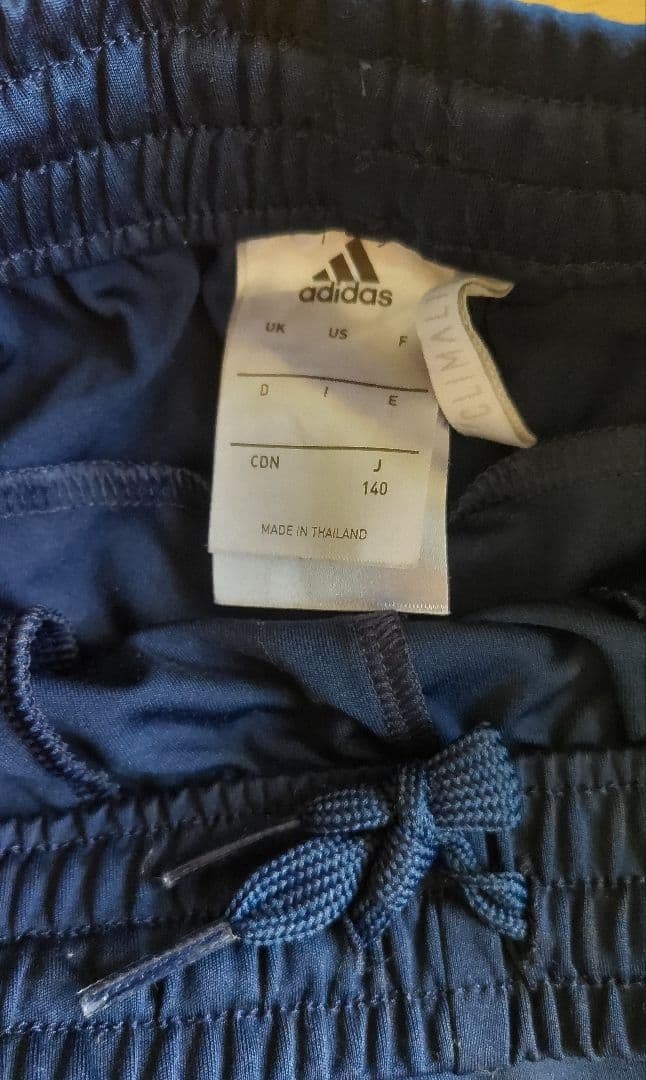 adidas
UK US F
D I E
CDN J
140
MADE IN THAILAND
CLIMALI